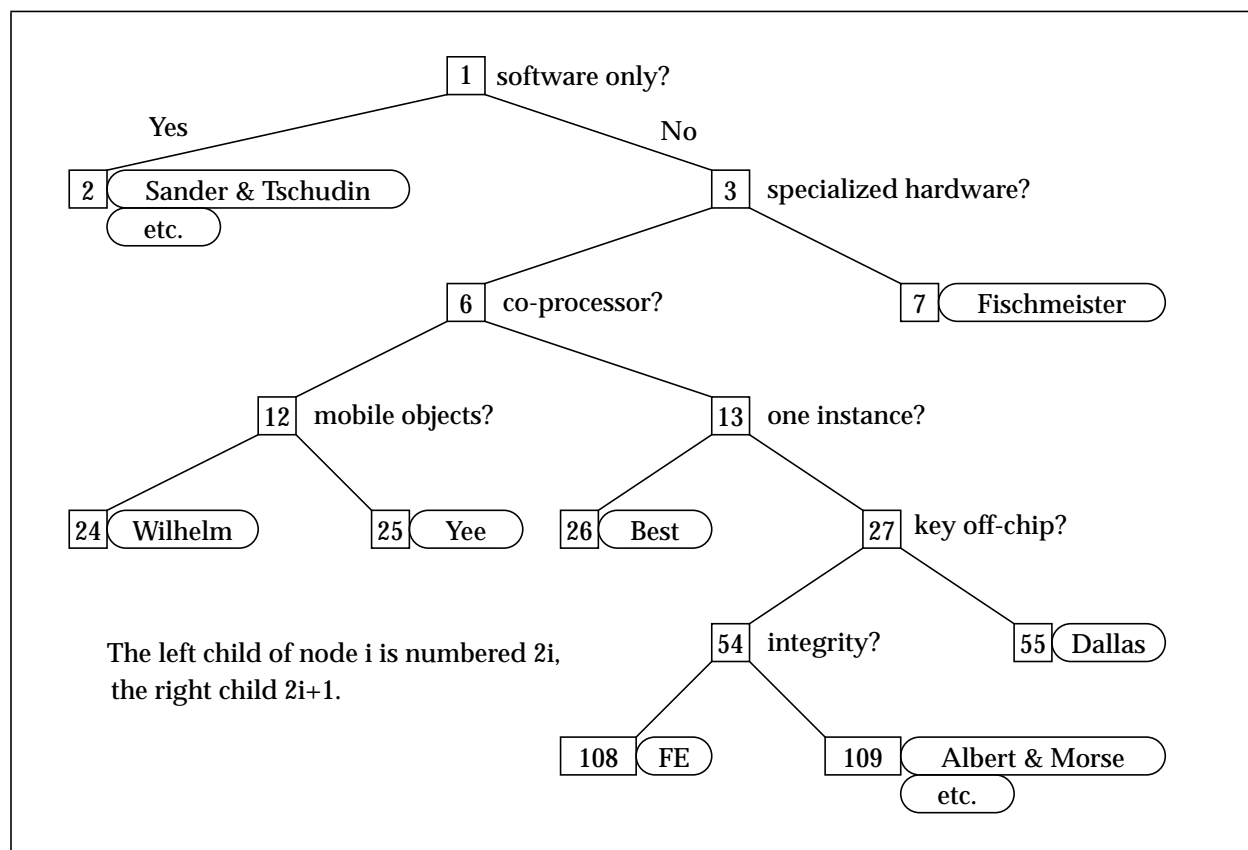 1 software only?
Yes
No
2 Sander & Tschudin
etc.
3 specialized hardware?
6 co-processor?
7 Fischmeister
12 mobile objects?
13 one instance?
24 Wilhelm
25 Yee
26 Best
27 key off-chip?
The left child of node i is numbered 2i,
the right child 2i+1.
54 integrity?
55 Dallas
108 FE
109 Albert & Morse
etc.